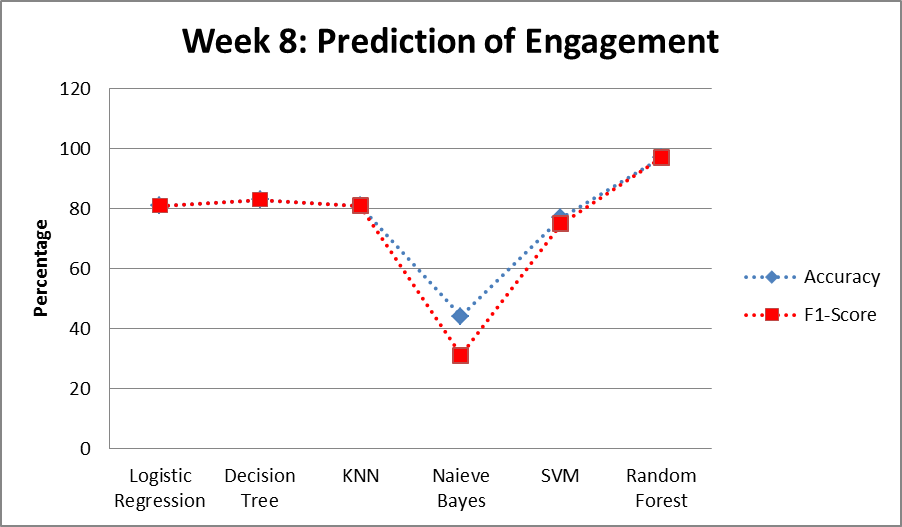 Week 8: Prediction of Engagement
120
100
80
60
40
20
0
Percentage
Logistic
Regression
Decision
Tree
KNN
Naieve
Bayes
SVM
Random
Forest
Accuracy
F1-Score